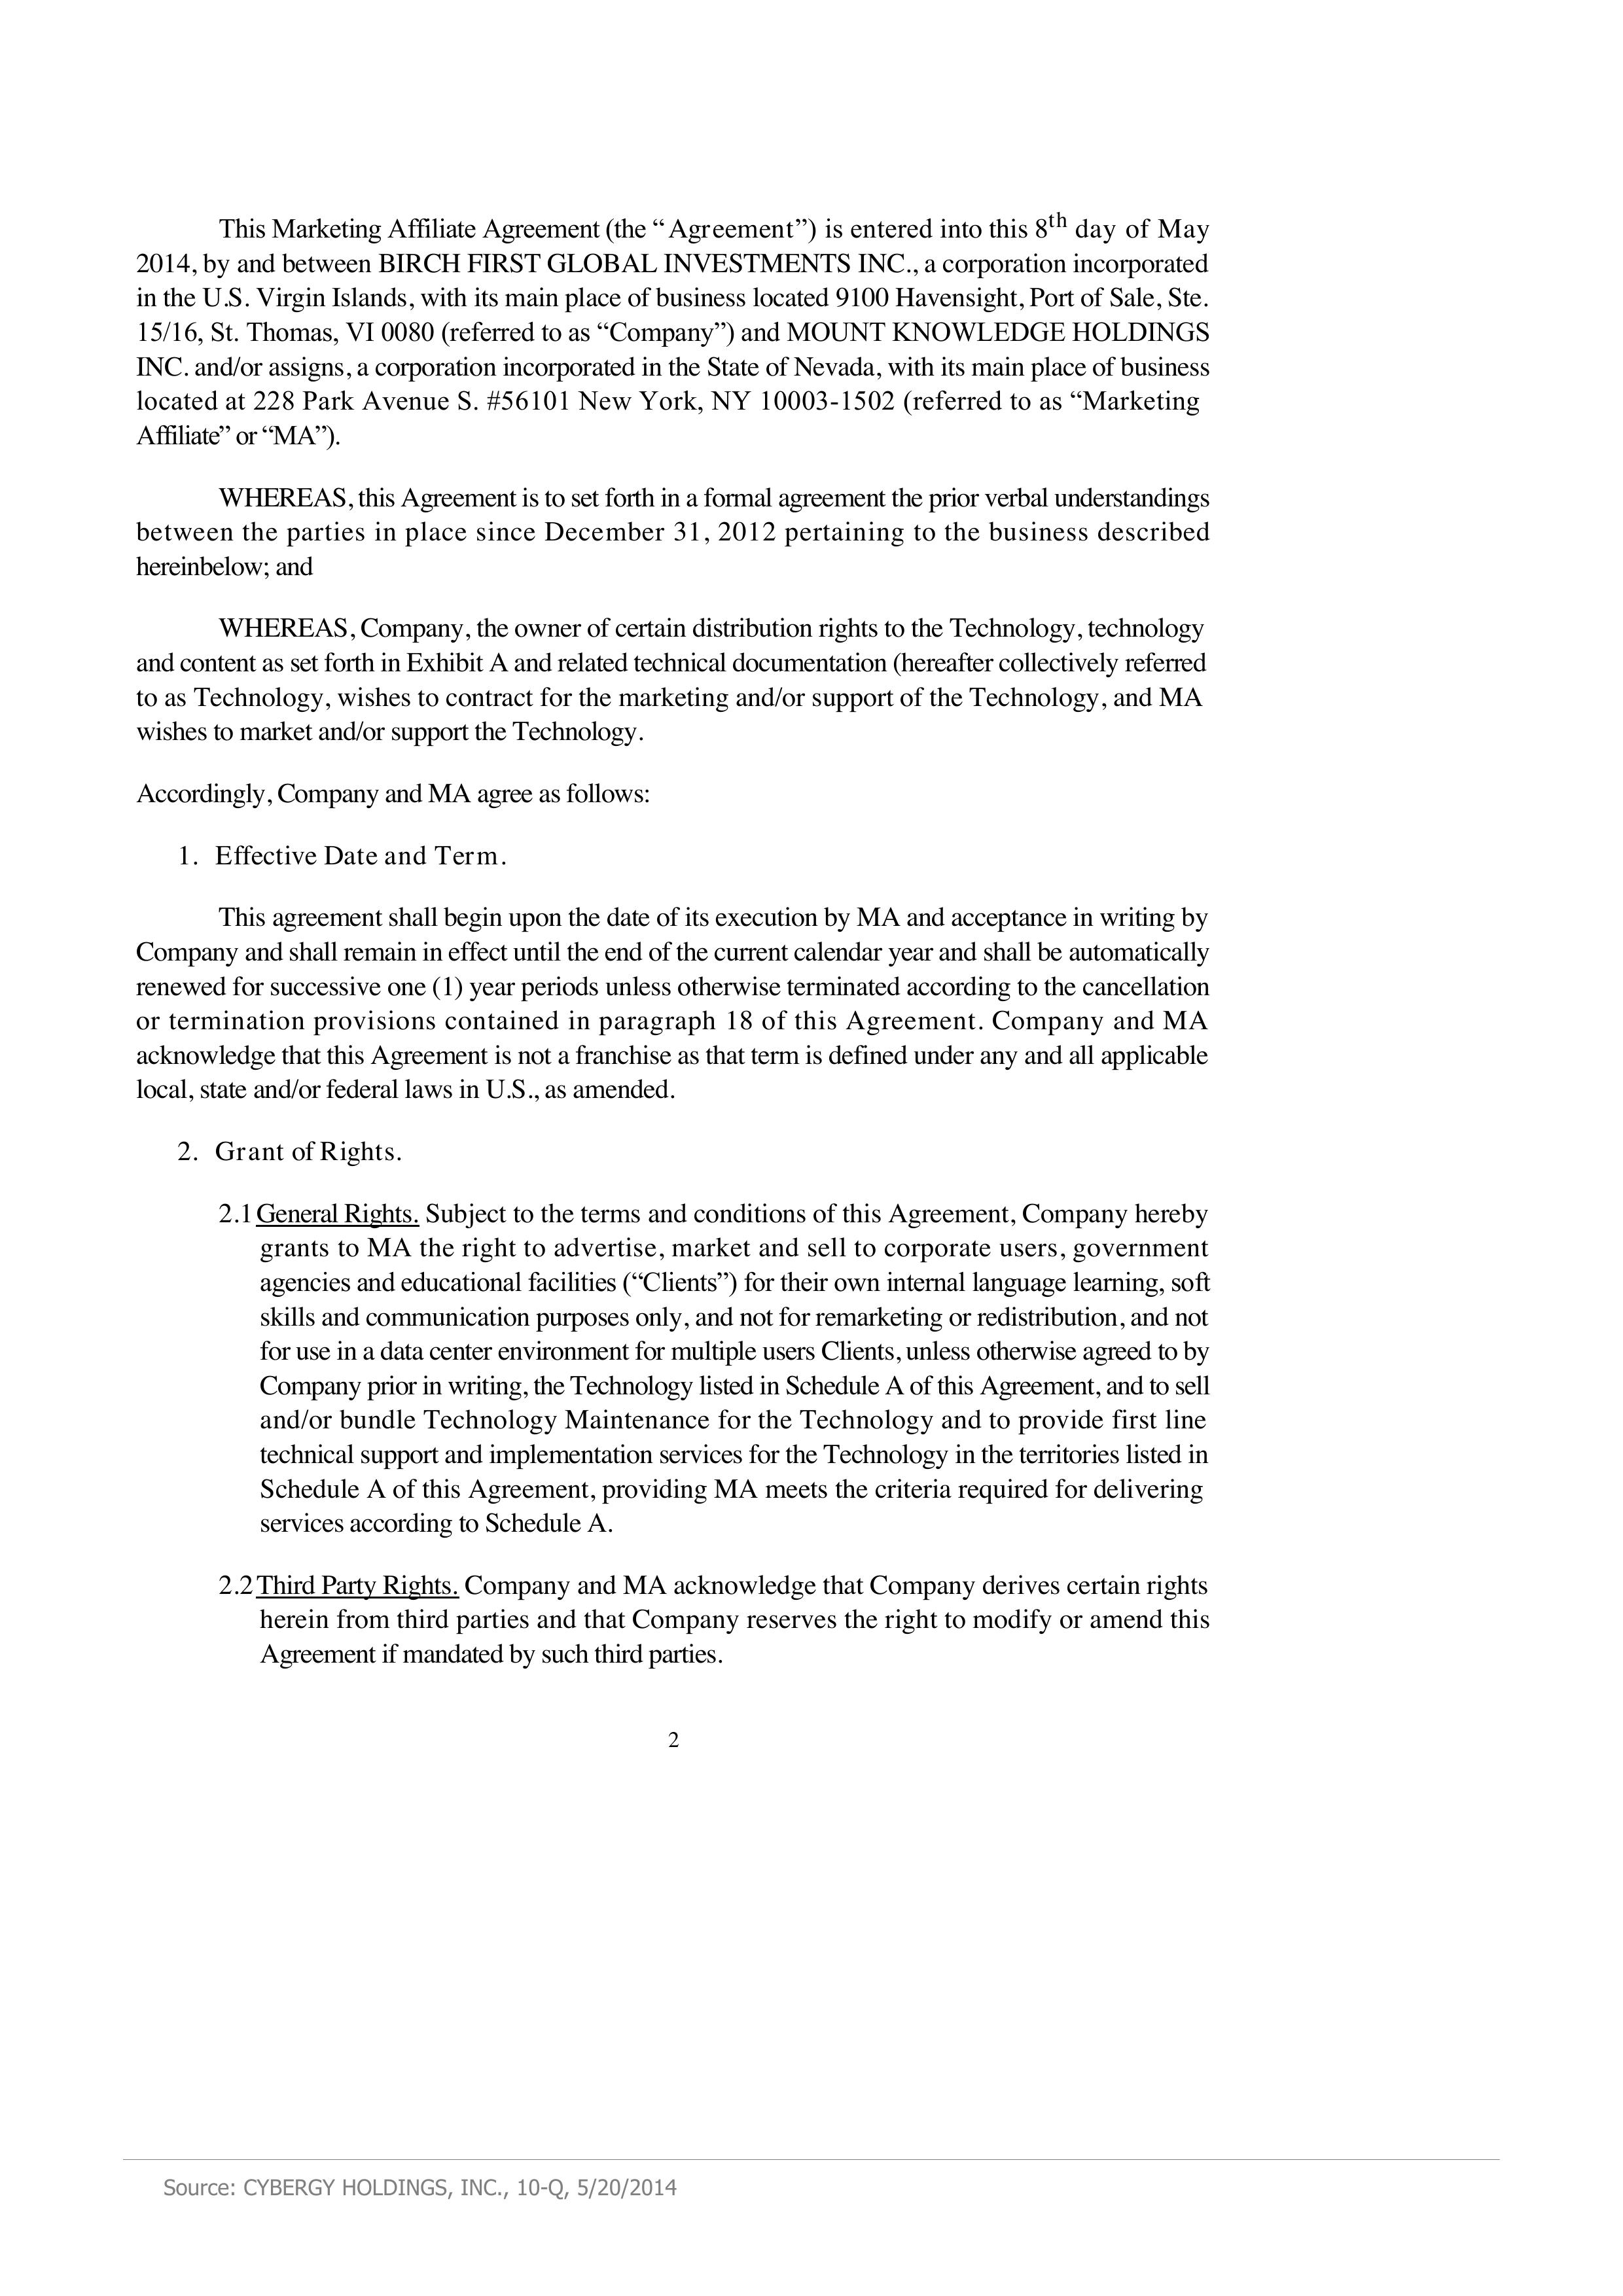 This Marketing Affiliate Agreement (the “ Agreement”) is entered into this 8th day of May
2014, by and between BIRCH FIRST GLOBAL INVESTMENTS INC., a corporation incorporated
in the U.S. Virgin Islands, with its main place of business located 9100 Havensight, Port of Sale, Ste.
15/16, St. Thomas, VI 0080 (referred to as “Company”) and MOUNT KNOWLEDGE HOLDINGS
INC. and/or assigns, a corporation incorporated in the State of Nevada, with its main place of business
located at 228 Park Avenue S. #56101 New York, NY 10003-1502 (referred to as “Marketing
Affiliate” or “MA”).
WHEREAS, this Agreement is to set forth in a formal agreement the prior verbal understandings
between the parties in place since December 31, 2012 pertaining to the business described
hereinbelow; and
WHEREAS, Company, the owner of certain distribution rights to the Technology, technology
and content as set forth in Exhibit A and related technical documentation (hereafter collectively referred
to as Technology, wishes to contract for the marketing and/or support of the Technology, and MA
wishes to market and/or support the Technology.
Accordingly, Company and MA agree as follows:
1. Effective Date and Term.
This agreement shall begin upon the date of its execution by MA and acceptance in writing by
Company and shall remain in effect until the end of the current calendar year and shall be automatically
renewed for successive one (1) year periods unless otherwise terminated according to the cancellation
or termination provisions contained in paragraph 18 of this Agreement. Company and MA
acknowledge that this Agreement is not a franchise as that term is defined under any and all applicable
local, state and/or federal laws in U.S., as amended.
2. Grant of Rights.
2.1 General Rights. Subject to the terms and conditions of this Agreement, Company hereby
grants to MA the right to advertise, market and sell to corporate users, government
agencies and educational facilities (“Clients”) for their own internal language learning, soft
skills and communication purposes only, and not for remarketing or redistribution, and not
for use in a data center environment for multiple users Clients, unless otherwise agreed to by
Company prior in writing, the Technology listed in Schedule A of this Agreement, and to sell
and/or bundle Technology Maintenance for the Technology and to provide first line
technical support and implementation services for the Technology in the territories listed in
Schedule A of this Agreement, providing MA meets the criteria required for delivering
services according to Schedule A.
2.2 Third Party Rights. Company and MA acknowledge that Company derives certain rights
herein from third parties and that Company reserves the right to modify or amend this
Agreement if mandated by such third parties.
2
Source: CYBERGY HOLDINGS, INC., 10-Q, 5/20/2014